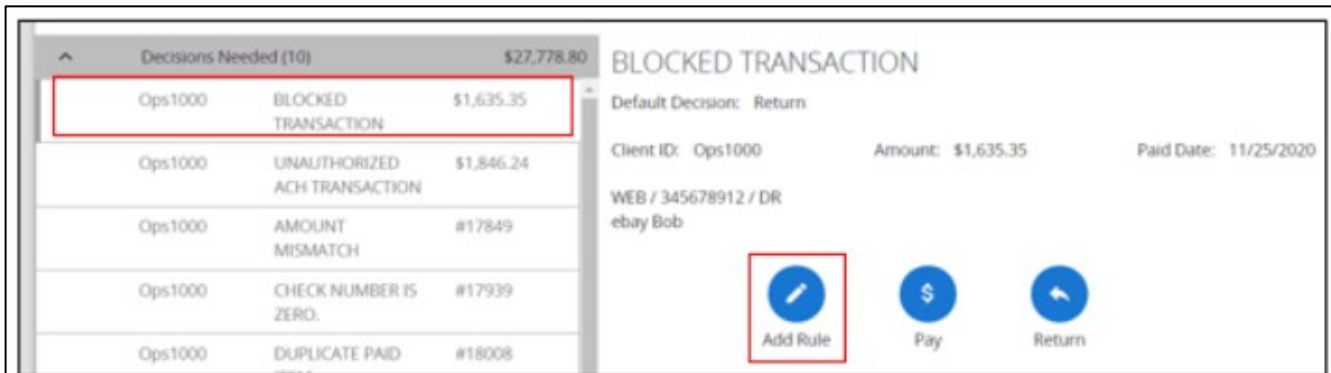 Decisions Needed (10) $27,778.80
Ops1000 BLOCKED TRANSACTION $1,635.35
Ops1000 UNAUTHORIZED ACH TRANSACTION $1,846.24
Ops1000 AMOUNT MISMATCH #17849
Ops1000 CHECK NUMBER IS ZERO. #17939
Ops1000 DUPLICATE PAID #18008
BLOCKED TRANSACTION
Default Decision: Return
Client ID: Ops1000 Amount: $1,635.35 Paid Date: 11/25/2020
WEB / 345678912 / DR
ebay Bob
Add Rule Pay Return